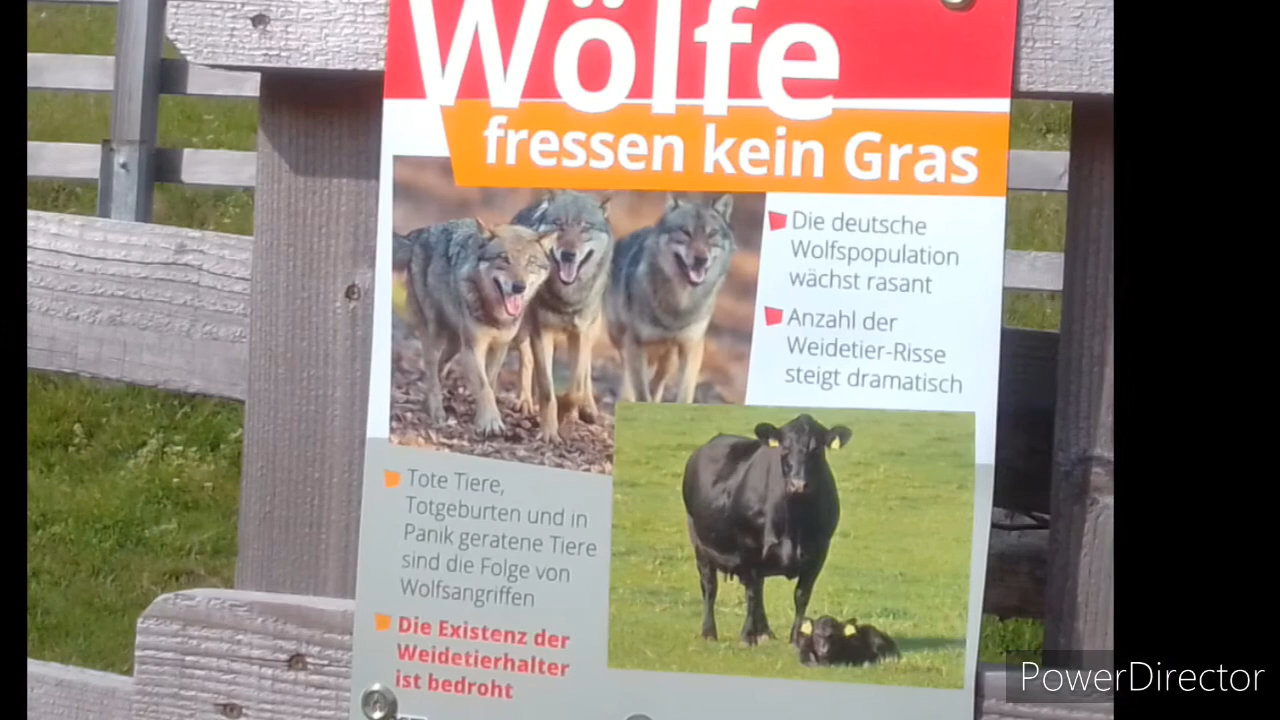 Wölfe
fressen kein Gras
Die deutsche
Wolfspopulation
wächst rasant
Anzahl der
Weidetier-Risse
steigt dramatisch
Tote Tiere,
Totgeburten und in
Panik geratene Tiere
sind die Folge von
Wolfsangriffen
Die Existenz der
Weidetierhalter
ist bedroht
PowerDirector